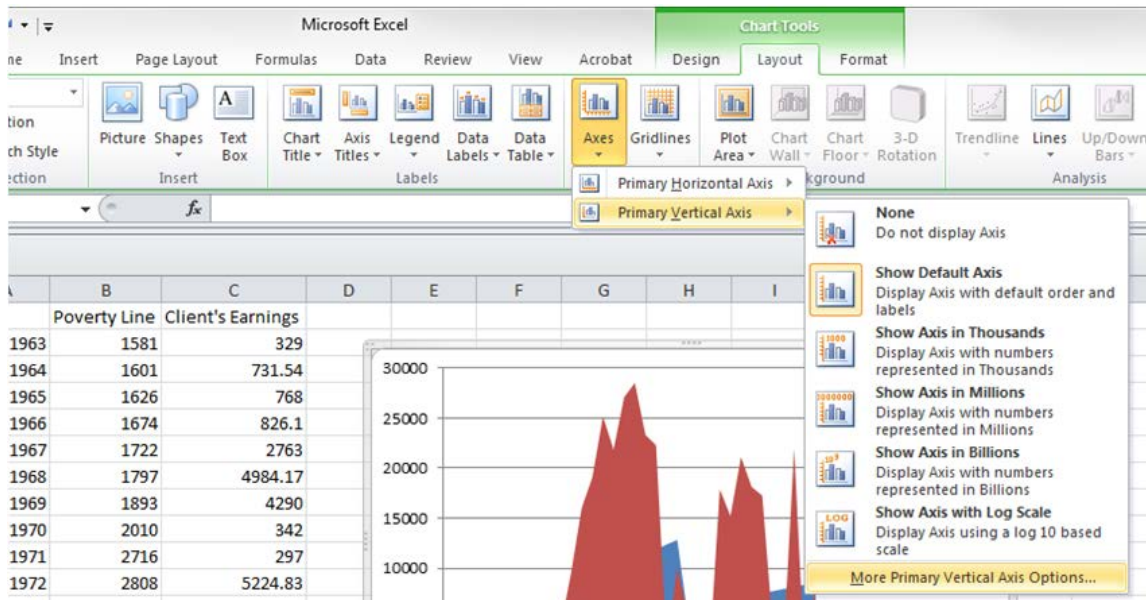 Microsoft Excel
Chart Tools
Insert Page Layout Formulas Data Review View Acrobat Design Layout Format
Picture Shapes Text Box Chart Title Axis Titles Legend Data Labels Data Table Axes Gridlines Plot Area Chart Wall Chart Floor 3-D Rotation Trendline Lines Up/Down Bars
Insert Labels Analysis
Primary Horizontal Axis
Primary Vertical Axis
fx
None
Do not display Axis
Show Default Axis
Display Axis with default order and
labels
Show Axis in Thousands
Display Axis with numbers
represented in Thousands
Show Axis in Millions
Display Axis with numbers
represented in Millions
Show Axis in Billions
Display Axis with numbers
represented in Billions
LOG
Show Axis with Log Scale
Display Axis using a log 10 based
scale
More Primary Vertical Axis Options...
B C D E F G H I
Poverty Line Client's Earnings
1963 1581 329
1964 1601 731.54
1965 1626 768
1966 1674 826.1
1967 1722 2763
1968 1797 4984.17
1969 1893 4290
1970 2010 342
1971 2716 297
1972 2808 5224.83
30000
25000
20000
15000
10000